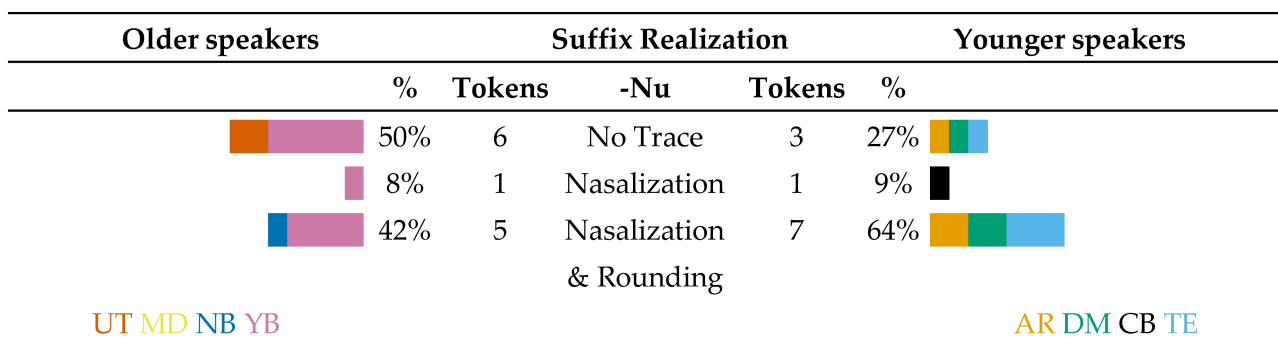 Older speakers Suffix Realization Younger speakers
% Tokens -Nu Tokens %
50% 6 No Trace 3 27%
8% 1 Nasalization 1 9%
42% 5 Nasalization 7 64%
& Rounding
UT MD NB YB AR DM CB TE